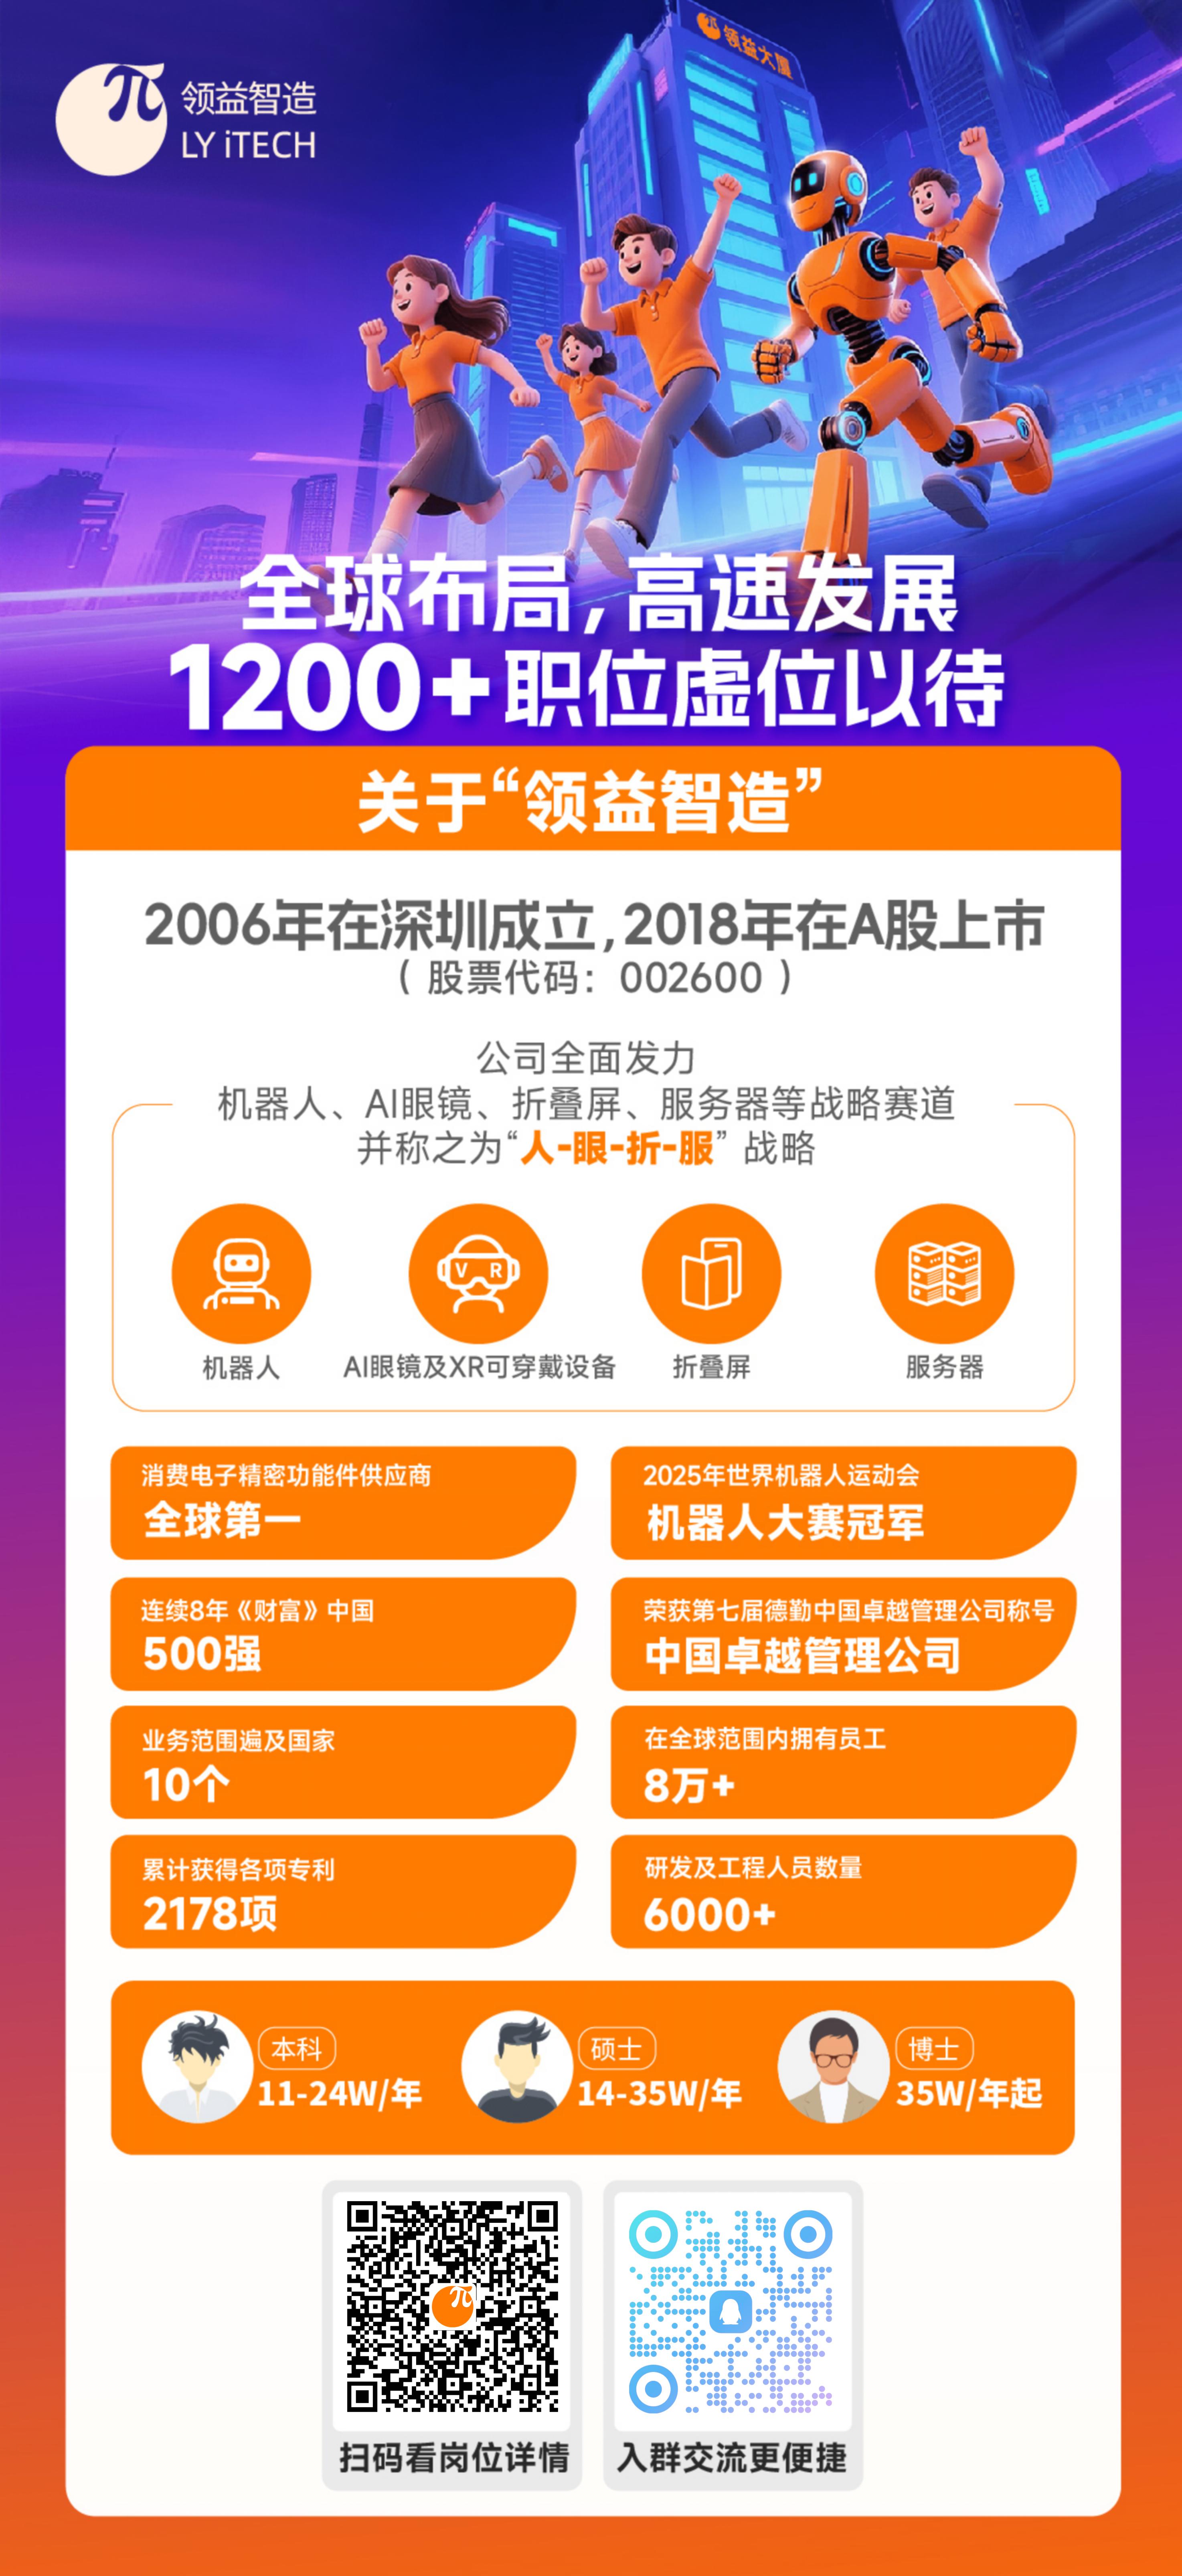 领益大厦
领益智造
LY iTECH
全球布局,高速发展
1200+职位虚位以待
关于“领益智造”
2006年在深圳成立,2018年在A股上市
（ 股票代码：002600 ）
公司全面发力
机器人、AI眼镜、折叠屏、服务器等战略赛道
并称之为“人-眼-折-服” 战略
V R
机器人
AI眼镜及XR可穿戴设备
折叠屏
服务器
消费电子精密功能件供应商
全球第一
2025年世界机器人运动会
机器人大赛冠军
连续8年《财富》中国
500强
荣获第七届德勤中国卓越管理公司称号
中国卓越管理公司
业务范围遍及国家
10个
在全球范围内拥有员工
8万+
累计获得各项专利
2178项
研发及工程人员数量
6000+
本科
11-24W/年
硕士
14-35W/年
博士
35W/年起
扫码看岗位详情
入群交流更便捷